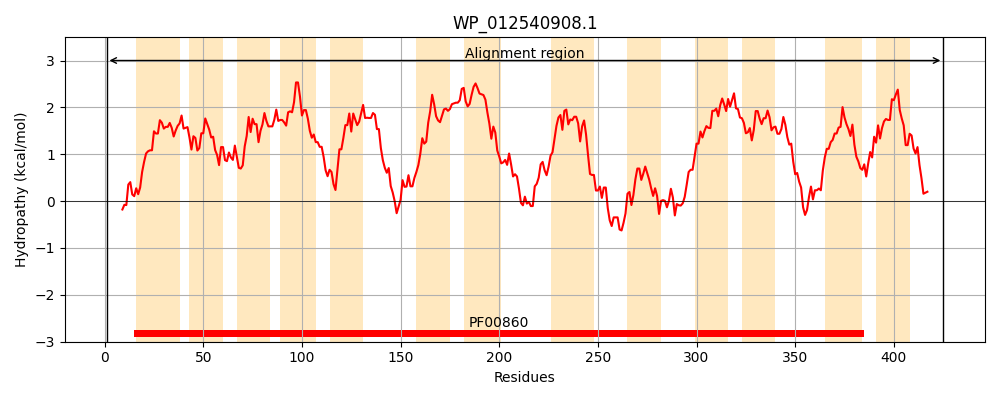 WP_012540908.1
Alignment region
Hydropathy (kcal/mol)
3
2
1
0
−1
−2
−3
PF00860
0 50 100 150 200 250 300 350 400
Residues